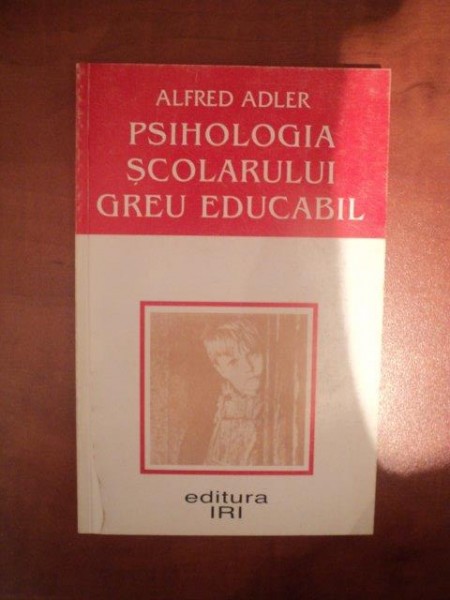 ALFRED ADLER
PSIHOLOGIA
ŞCOLARULUI
GREU EDUCABIL
editura
IRI